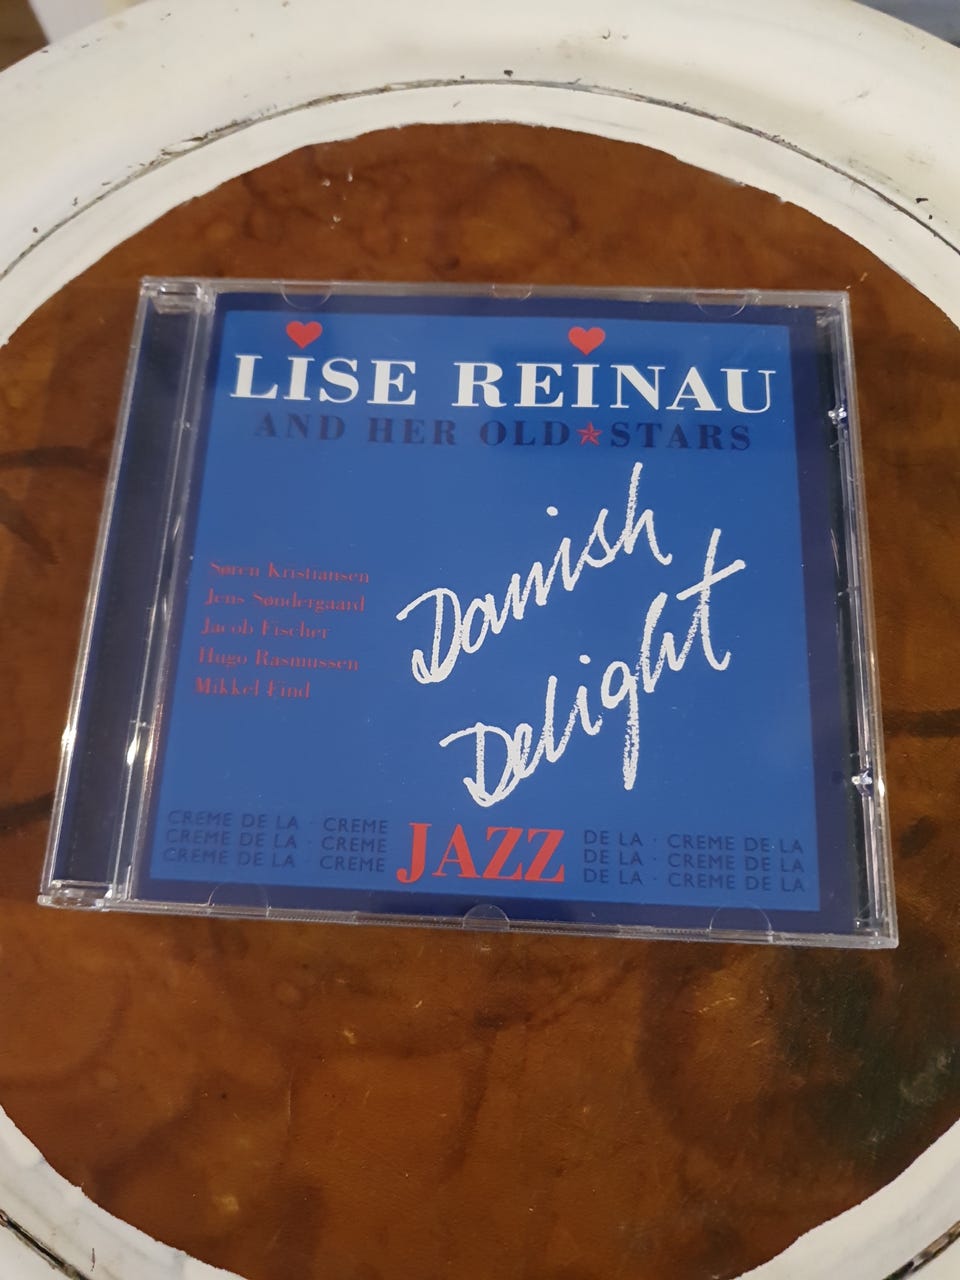 LISE REINAU
AND HER OLD★STARS
Danish
Delight
Søren Kristiansen
Jens Søndergaard
Jacob Fischer
Hugo Rasmussen
Mikkel Find
CREME DE LA · CREME DE LA · CREME DE LA
CREME DE LA · CREME JAZZ DE LA · CREME DE LA
CREME DE LA · CREME DE LA · CREME DE LA